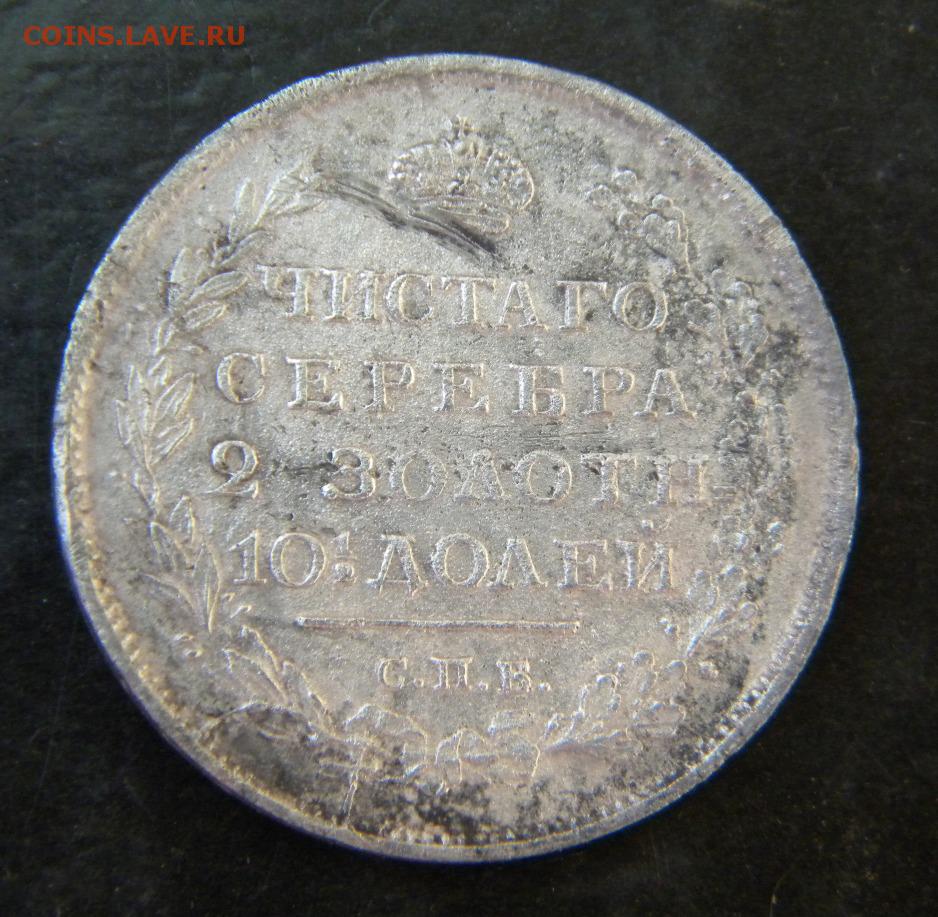 COINS.LAVE.RU
ЧИСТАГО
СЕРЕБРА
2 ЗОЛОТН.
10½ ДОЛЕЙ
С.П.Б.